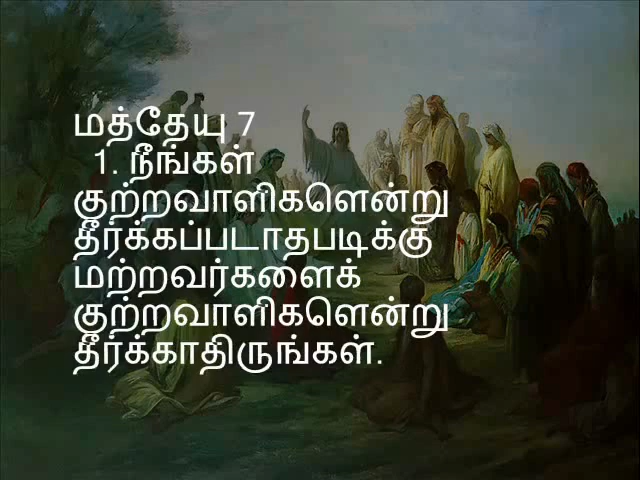 மத்தேயு 7
1. நீங்கள்
குற்றவாளிகளென்று
தீர்க்கப்படாதபடிக்கு
மற்றவர்களைக்
குற்றவாளிகளென்று
தீர்க்காதிருங்கள்.